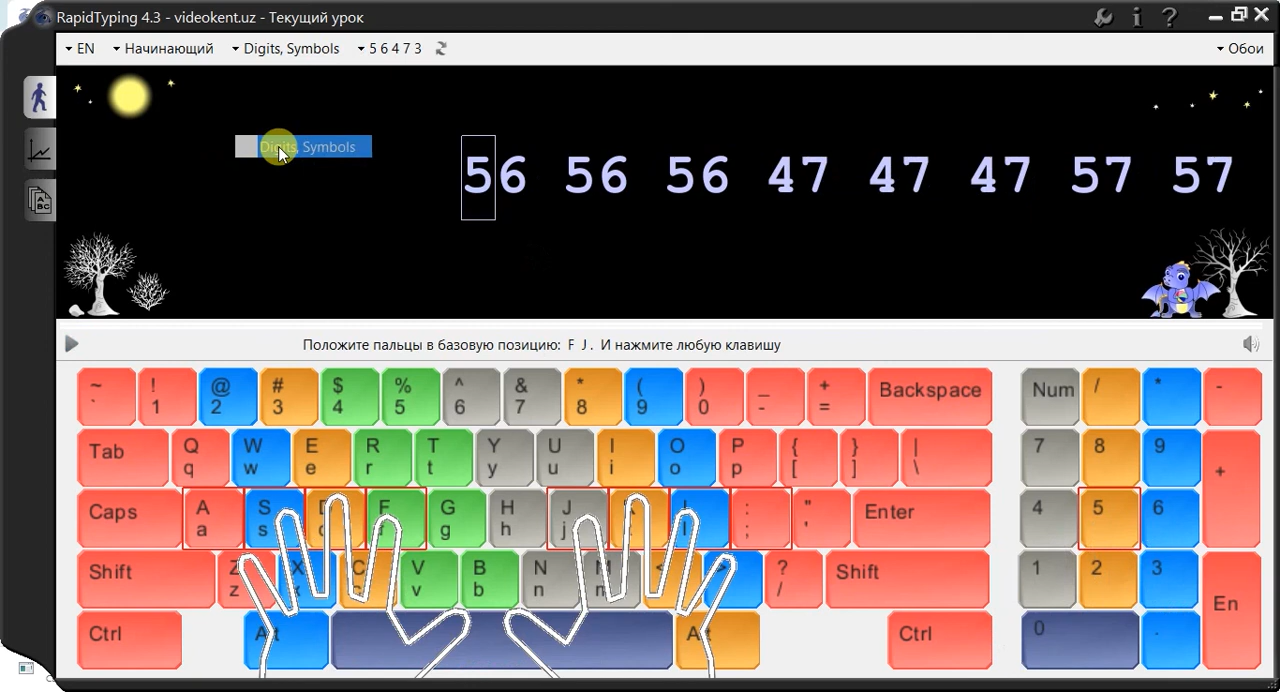 RapidTyping 4.3 - videokent.uz - Текущий урок
EN Начинающий Digits, Symbols 5 6 4 7 3 Обои
Digits, Symbols
56 56 56 47 47 47 57 57
Положите пальцы в базовую позицию: F J. И нажмите любую клавишу
~ ! @ # $ % ^ & * ( ) _ + Backspace Num / * -
` 1 2 3 4 5 6 7 8 9 0 - =
Tab Q W E R T Y U I O P { } | 7 8 9 +
q w e r t y u i o p [ ] \
Caps A S D F G H J K L : " Enter 4 5 6
a s g h j ; '
Shift Z X C V B N M < > ? Shift 1 2 3 En
z v b n /
Ctrl Alt Alt Ctrl 0 .